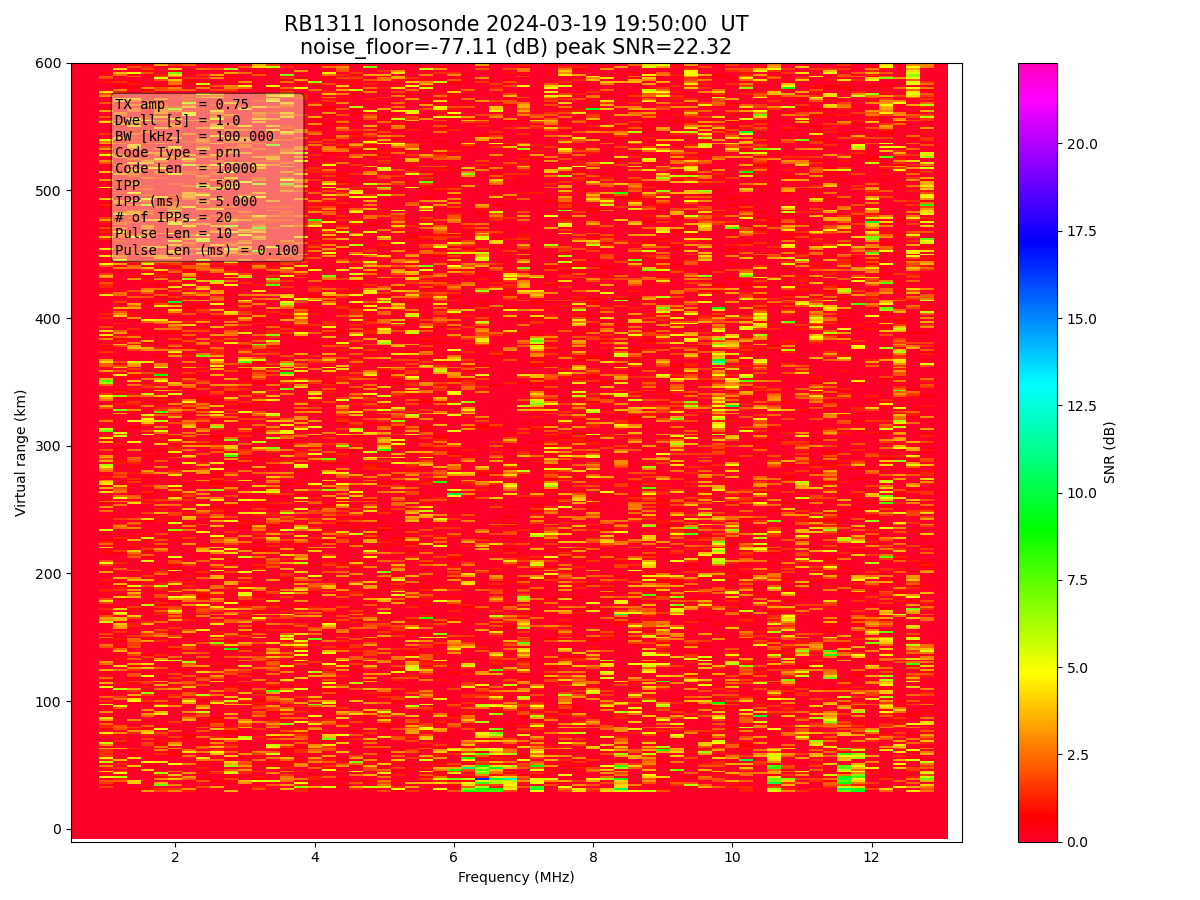 RB1311 Ionosonde 2024-03-19 19:50:00  UT
noise_floor=-77.11 (dB) peak SNR=22.32
TX amp    = 0.75
Dwell [s] = 1.0
BW [kHz]  = 100.000
Code Type = prn
Code Len  = 10000
IPP       = 500
IPP (ms)  = 5.000
# of IPPs = 20
Pulse Len = 10
Pulse Len (ms) = 0.100
Virtual range (km)
600
500
400
300
200
100
0
2 4 6 8 10 12
Frequency (MHz)
20.0
17.5
15.0
12.5
10.0
7.5
5.0
2.5
0.0
SNR (dB)